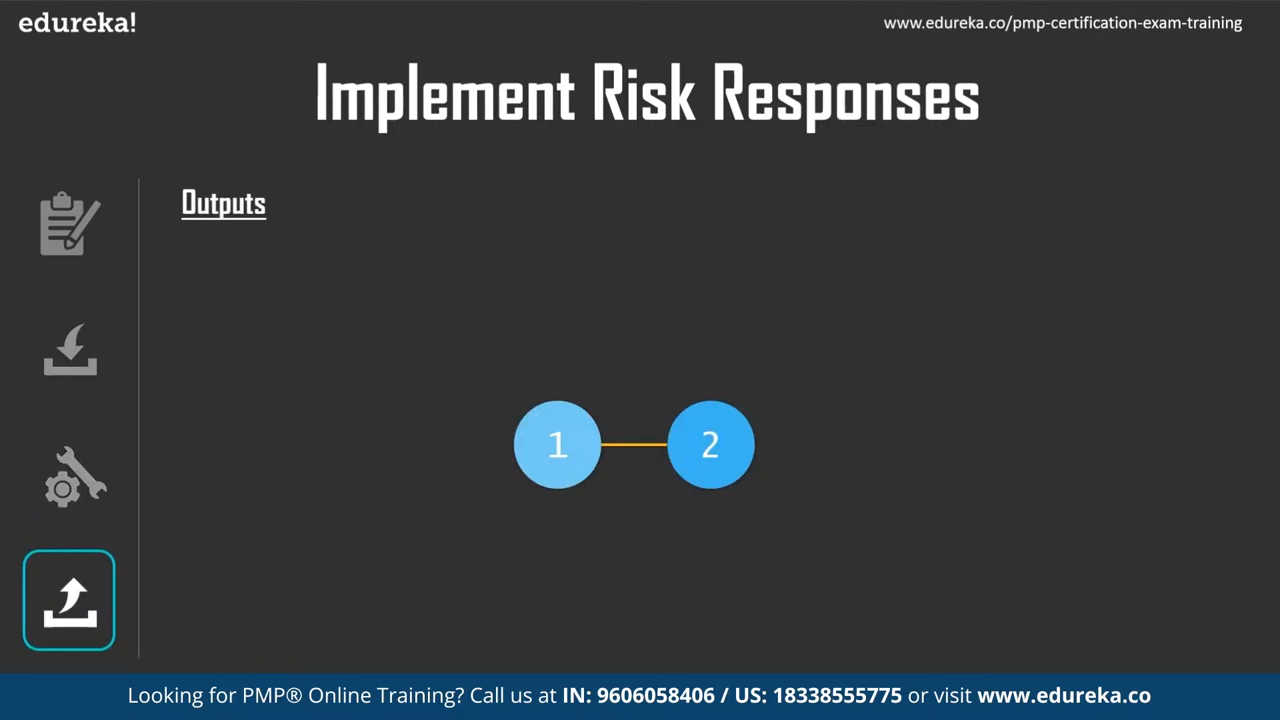 edureka!
www.edureka.co/pmp-certification-exam-training
Implement Risk Responses
Outputs
1
2
Looking for PMP® Online Training? Call us at IN: 9606058406 / US: 18338555775 or visit www.edureka.co